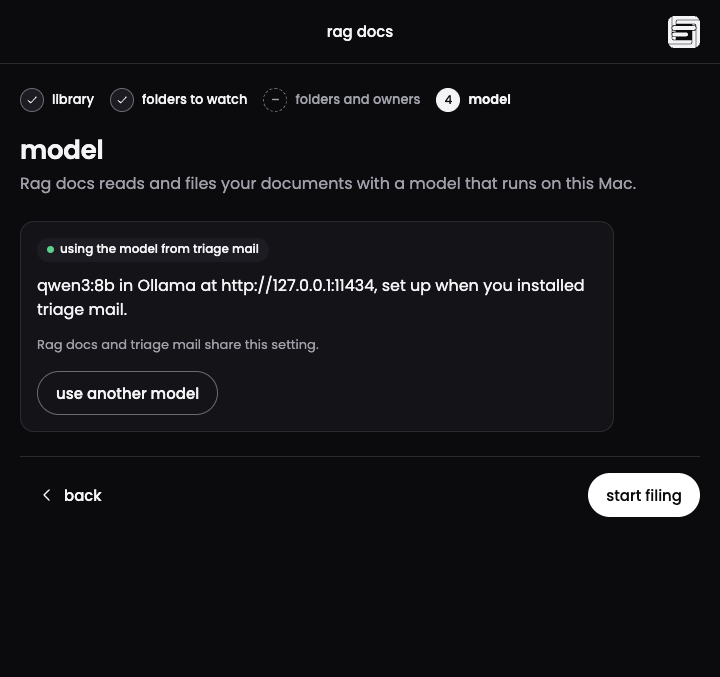 rag docs
library
folders to watch
folders and owners
4
model
model
Rag docs reads and files your documents with a model that runs on this Mac.
using the model from triage mail
qwen3:8b in Ollama at http://127.0.0.1:11434, set up when you installed
triage mail.
Rag docs and triage mail share this setting.
use another model
back
start filing